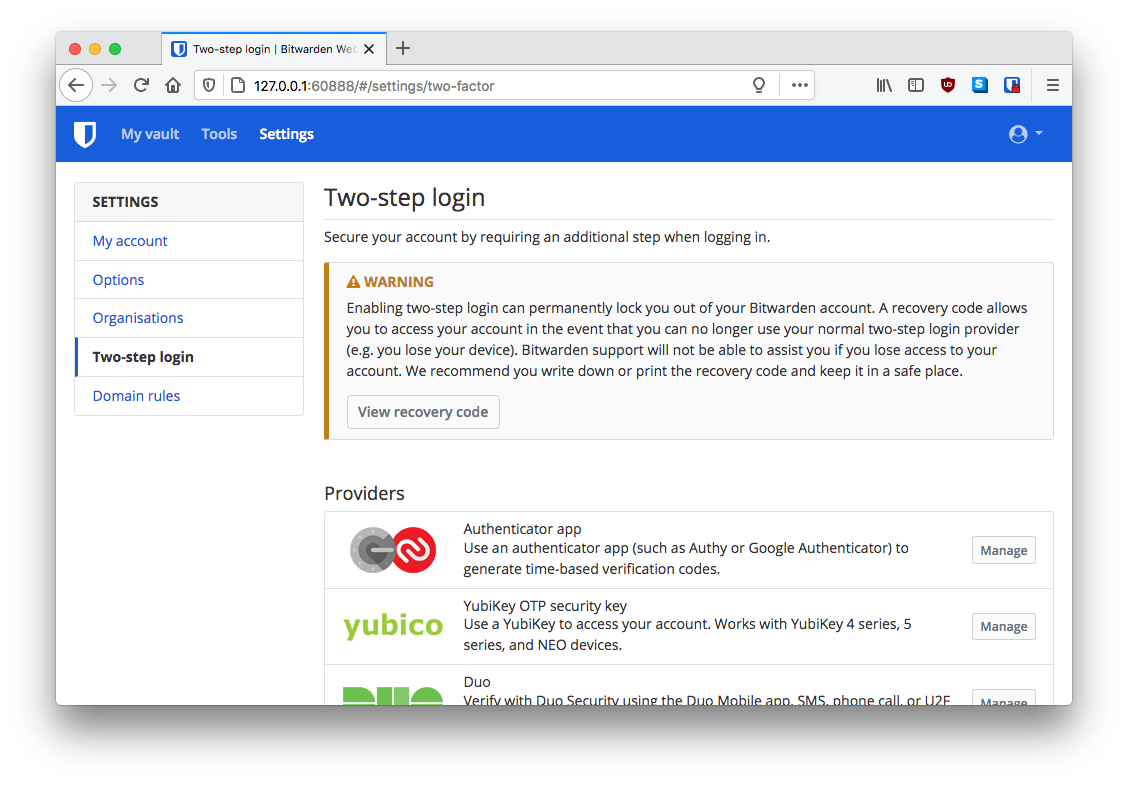 Two-step login | Bitwarden Web
127.0.0.1:60888/#/settings/two-factor
My vault Tools Settings
SETTINGS
My account
Options
Organisations
Two-step login
Domain rules
Two-step login
Secure your account by requiring an additional step when logging in.
WARNING
Enabling two-step login can permanently lock you out of your Bitwarden account. A recovery code allows
you to access your account in the event that you can no longer use your normal two-step login provider
(e.g. you lose your device). Bitwarden support will not be able to assist you if you lose access to your
account. We recommend you write down or print the recovery code and keep it in a safe place.
View recovery code
Providers
Authenticator app
Use an authenticator app (such as Authy or Google Authenticator) to
generate time-based verification codes.
Manage
yubico
YubiKey OTP security key
Use a YubiKey to access your account. Works with YubiKey 4 series, 5
series, and NEO devices.
Manage
DUO
Duo
Verify with Duo Security using the Duo Mobile app, SMS, phone call, or U2F
Manage